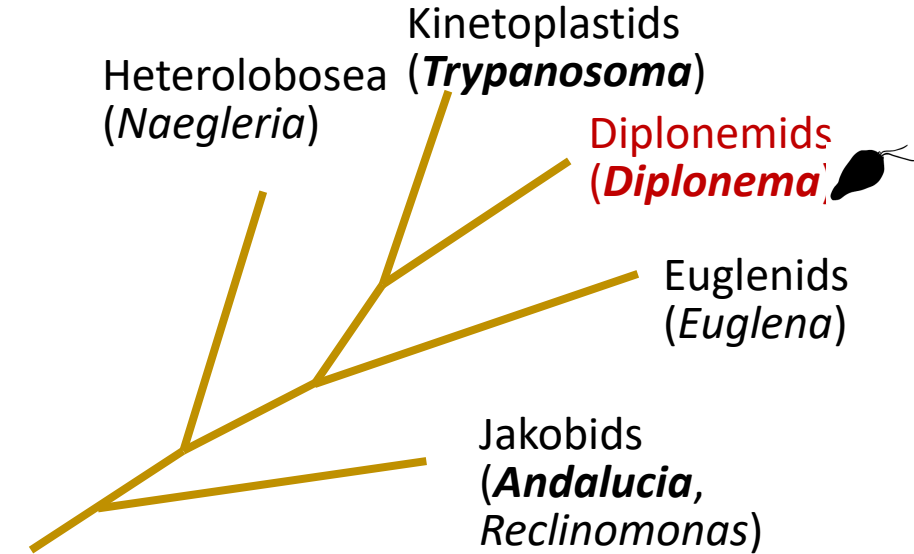 Kinetoplastids
(Trypanosoma)
Heterolobosea
(Naegleria)
Diplonemids
(Diplonema)
Euglenids
(Euglena)
Jakobids
(Andalucia,
Reclinomonas)